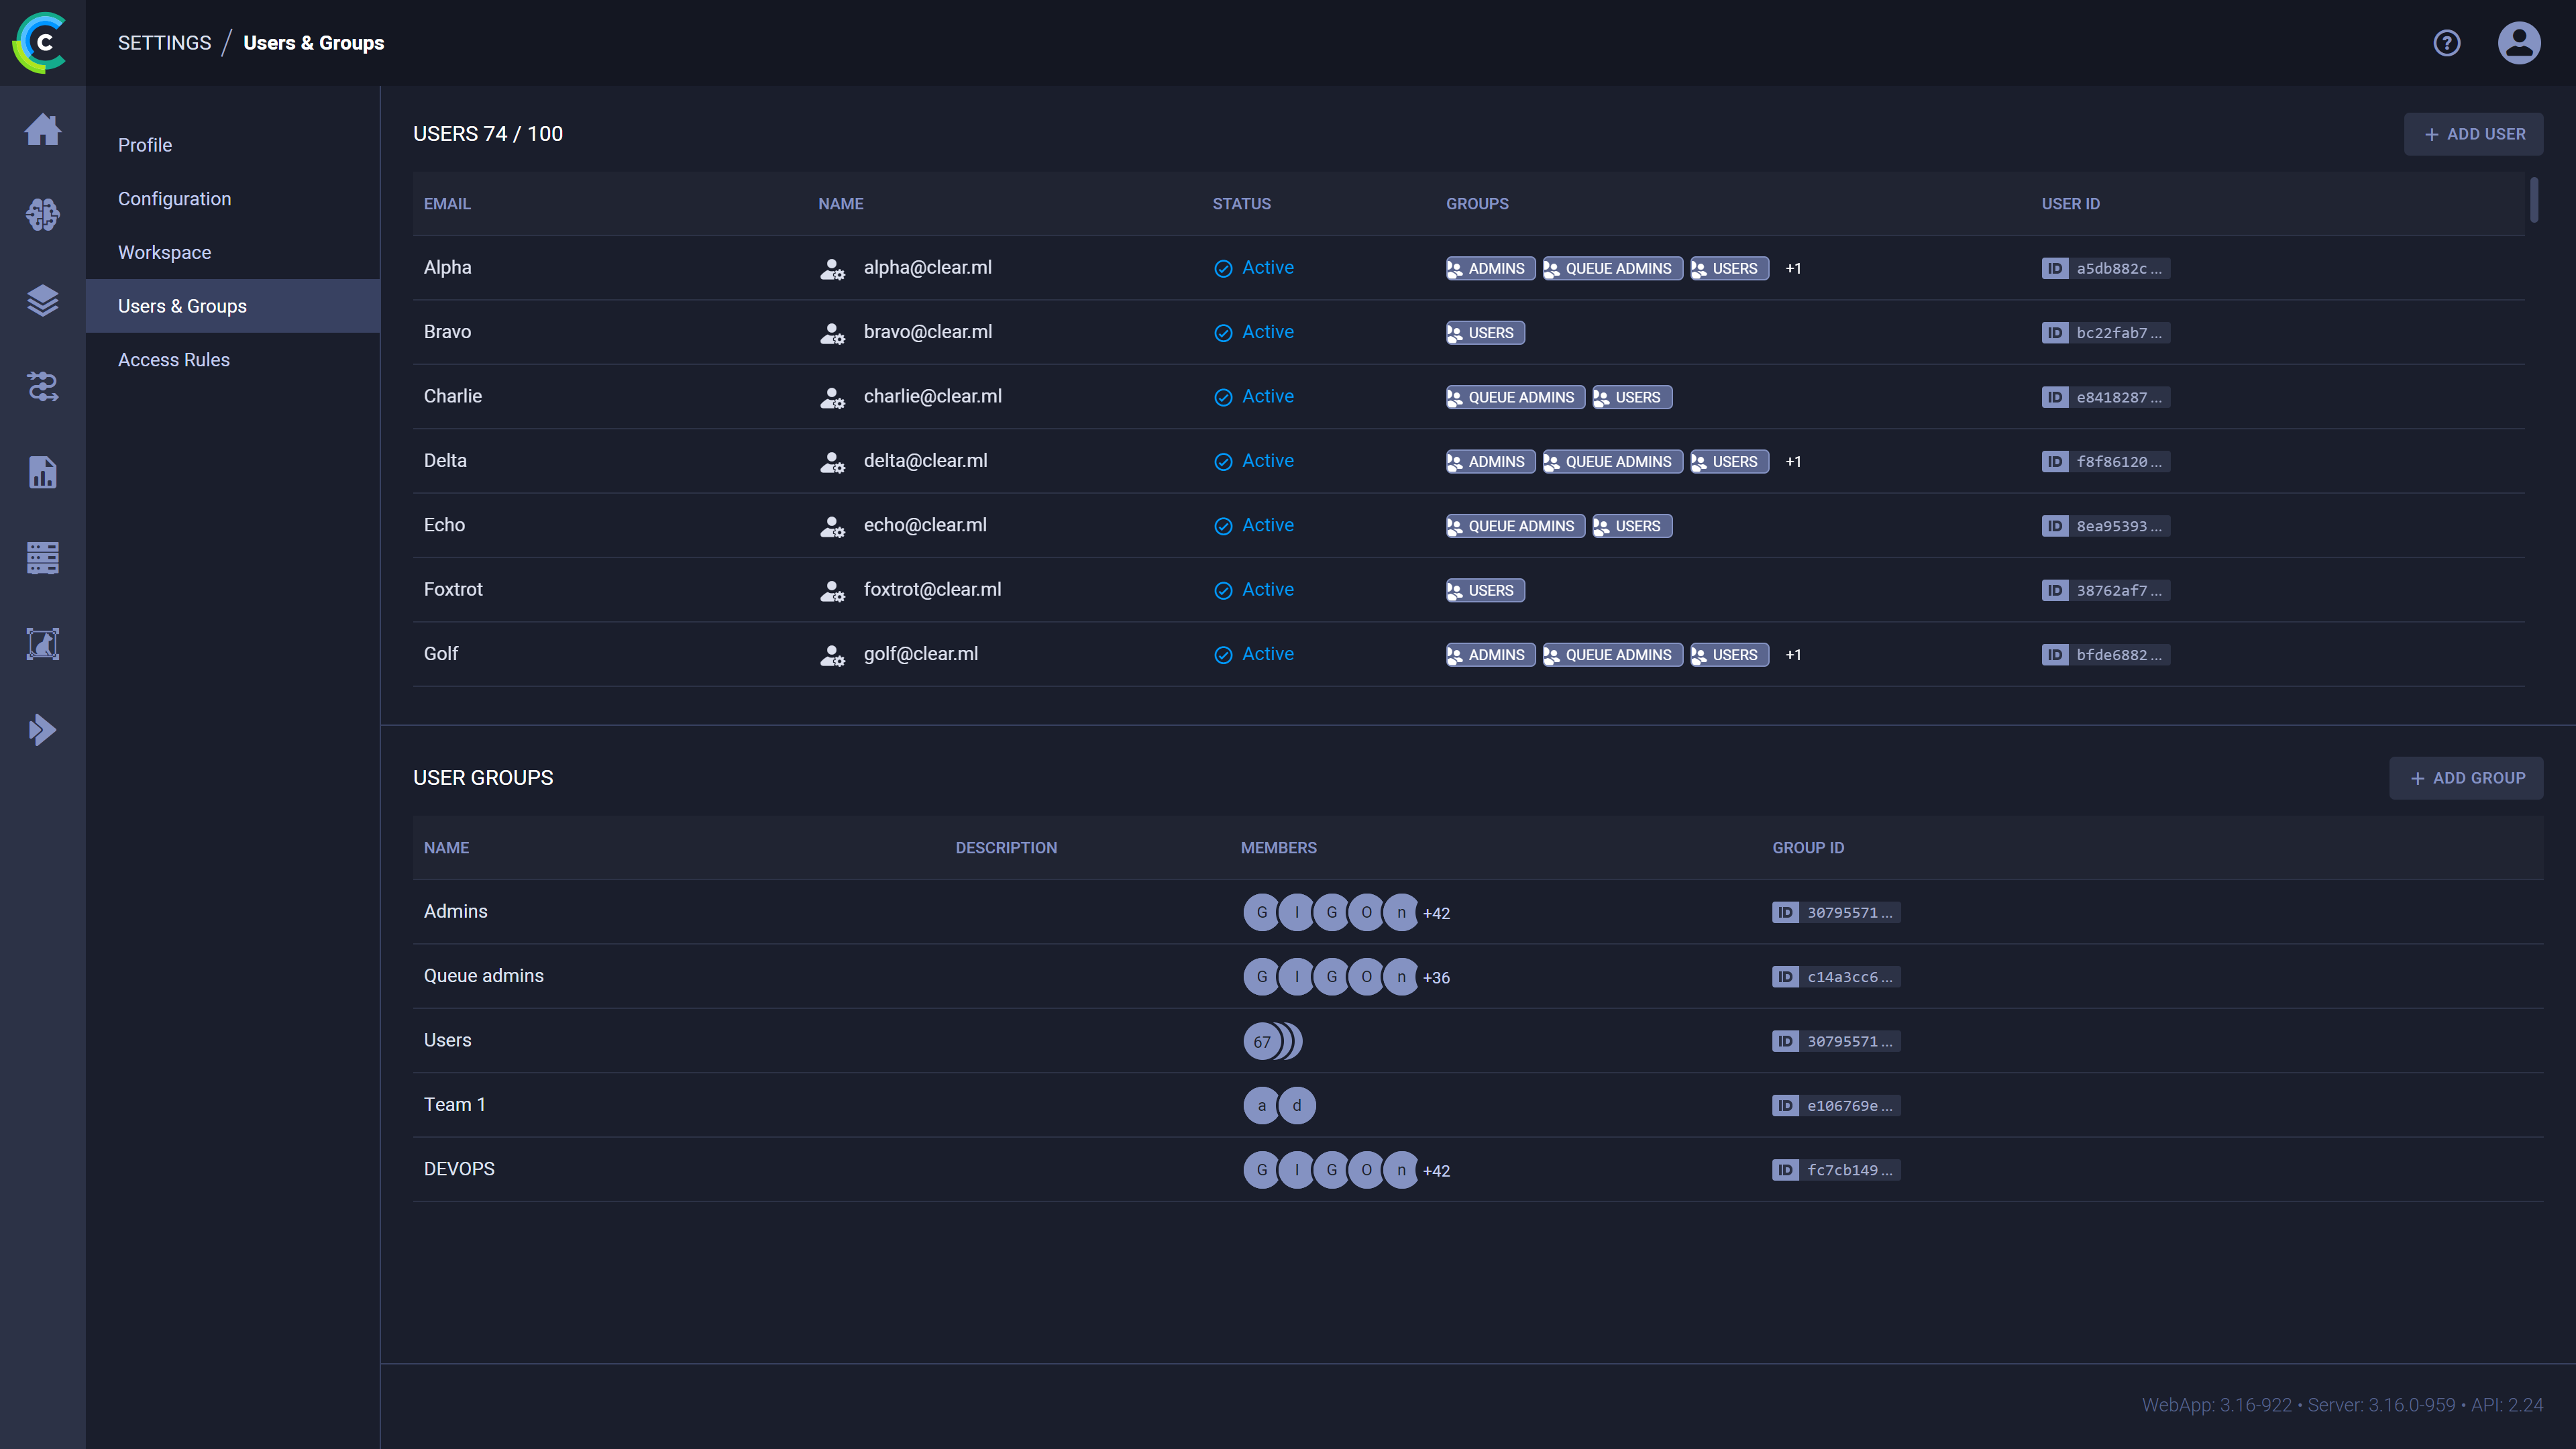 C
SETTINGS / Users & Groups
?
Profile
Configuration
Workspace
Users & Groups
Access Rules
USERS 74 / 100
+ ADD USER
EMAIL NAME STATUS GROUPS USER ID
Alpha alpha@clear.ml Active ADMINS QUEUE ADMINS USERS +1 ID a5db882c...
Bravo bravo@clear.ml Active USERS ID bc22fab7...
Charlie charlie@clear.ml Active QUEUE ADMINS USERS ID e8418287...
Delta delta@clear.ml Active ADMINS QUEUE ADMINS USERS +1 ID f8f86120...
Echo echo@clear.ml Active QUEUE ADMINS USERS ID 8ea95393...
Foxtrot foxtrot@clear.ml Active USERS ID 38762af7...
Golf golf@clear.ml Active ADMINS QUEUE ADMINS USERS +1 ID bfde6882...
USER GROUPS
+ ADD GROUP
NAME DESCRIPTION MEMBERS GROUP ID
Admins G I G O n +42 ID 30795571...
Queue admins G I G O n +36 ID c14a3cc6...
Users 67 ID 30795571...
Team 1 a d ID e106769e...
DEVOPS G I G O n +42 ID fc7cb149...
WebApp: 3.16-922 • Server: 3.16.0-959 • API: 2.24